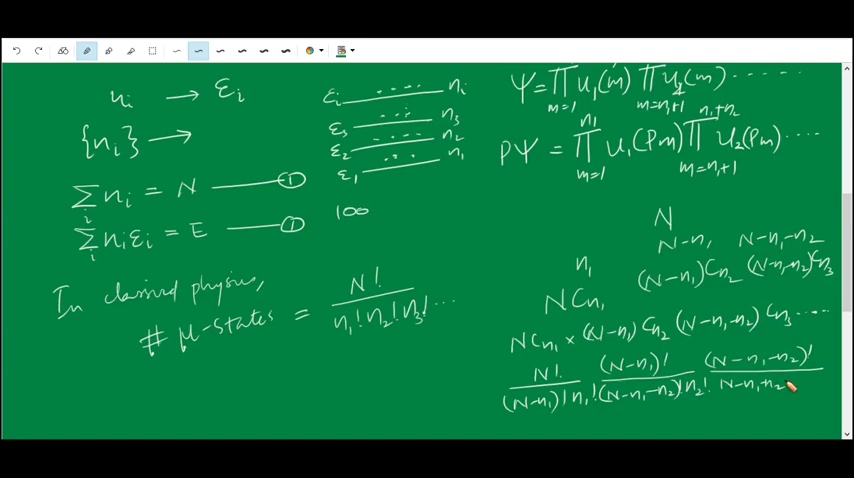 nᵢ → εᵢ
{nᵢ} →
∑ᵢ nᵢ = N — ①
∑ᵢ nᵢεᵢ = E — ①
εᵢ .... nᵢ
ε₃ ... n₃
ε₂ .... n₂
ε₁ ... n₁
100
In classical physics,
# μ-states = N! / n₁! n₂! n₃! ...
Ψ = ∏ₘ₌₁ u₁(m) ∏ₘ₌ₙ₁₊₁ u₂(m) .....
PΨ = ∏ₘ₌₁^n₁ u₁(Pm) ∏ₘ₌ₙ₁₊₁^n₁+n₂ u₂(Pm) ....
N
N-n₁ N-n₁-n₂
n₁ (N-n₁)Cn₂ (N-n₁-n₂)Cn₃
NCn₁
NCn₁ × (N-n₁)Cn₂ (N-n₁-n₂)Cn₃ .....
N! / (N-n₁)! n₁! (N-n₁)! / (N-n₁-n₂)! n₂! (N-n₁-n₂)! / N-n₁-n₂